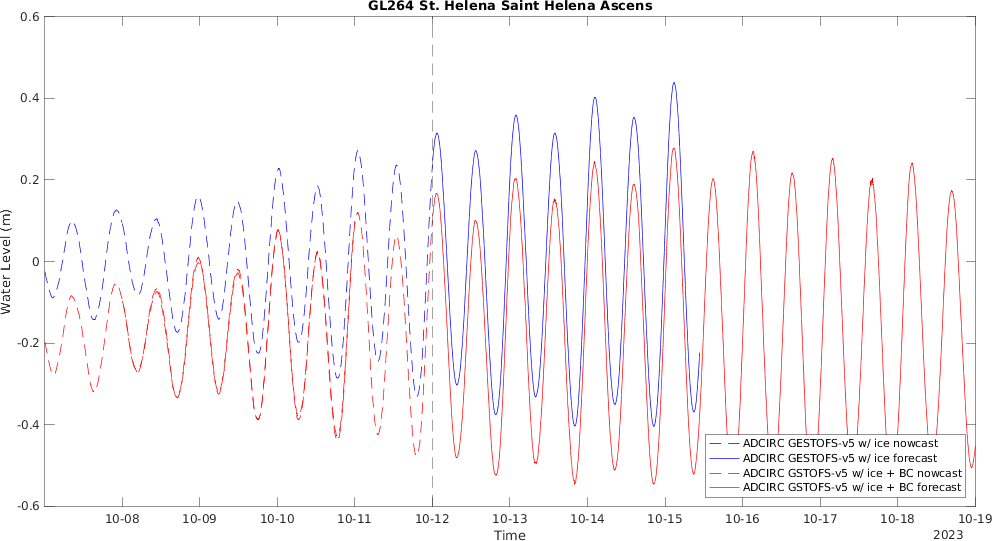 GL264 St. Helena Saint Helena Ascens
0.6
0.4
0.2
0
-0.2
-0.4
-0.6
Water Level (m)
10-08 10-09 10-10 10-11 10-12 10-13 10-14 10-15 10-16 10-17 10-18 10-19
Time
2023
ADCIRC GESTOFS-v5 w/ ice nowcast
ADCIRC GESTOFS-v5 w/ ice forecast
ADCIRC GSTOFS-v5 w/ ice + BC nowcast
ADCIRC GSTOFS-v5 w/ ice + BC forecast